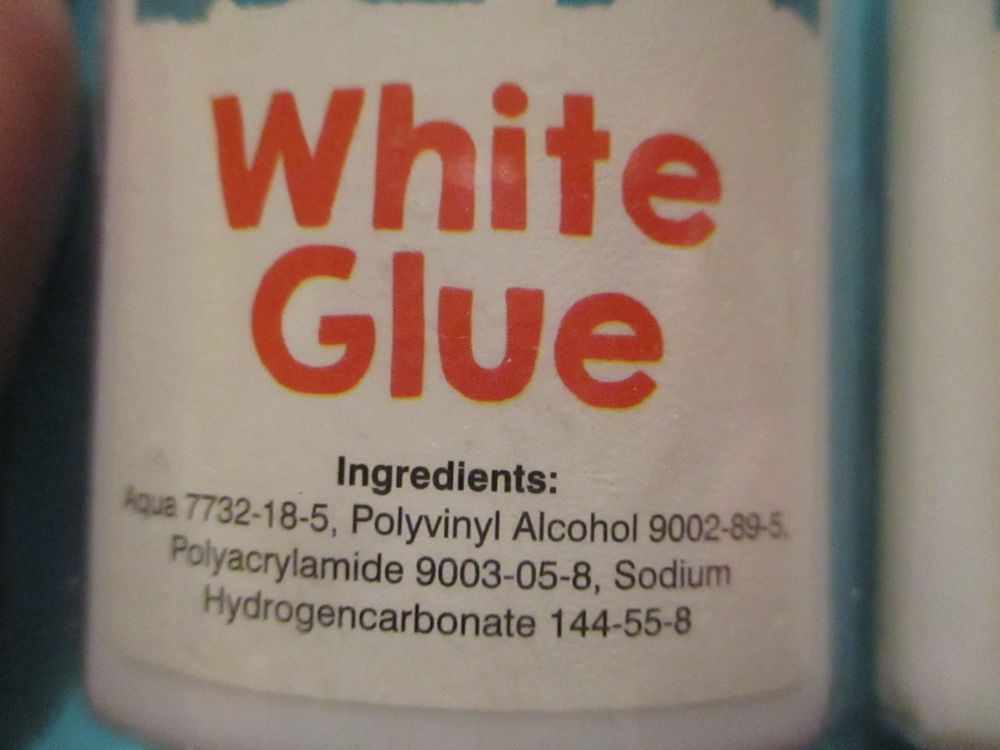 White
Glue
Ingredients:
Aqua 7732-18-5, Polyvinyl Alcohol 9002-89-5,
Polyacrylamide 9003-05-8, Sodium
Hydrogencarbonate 144-55-8